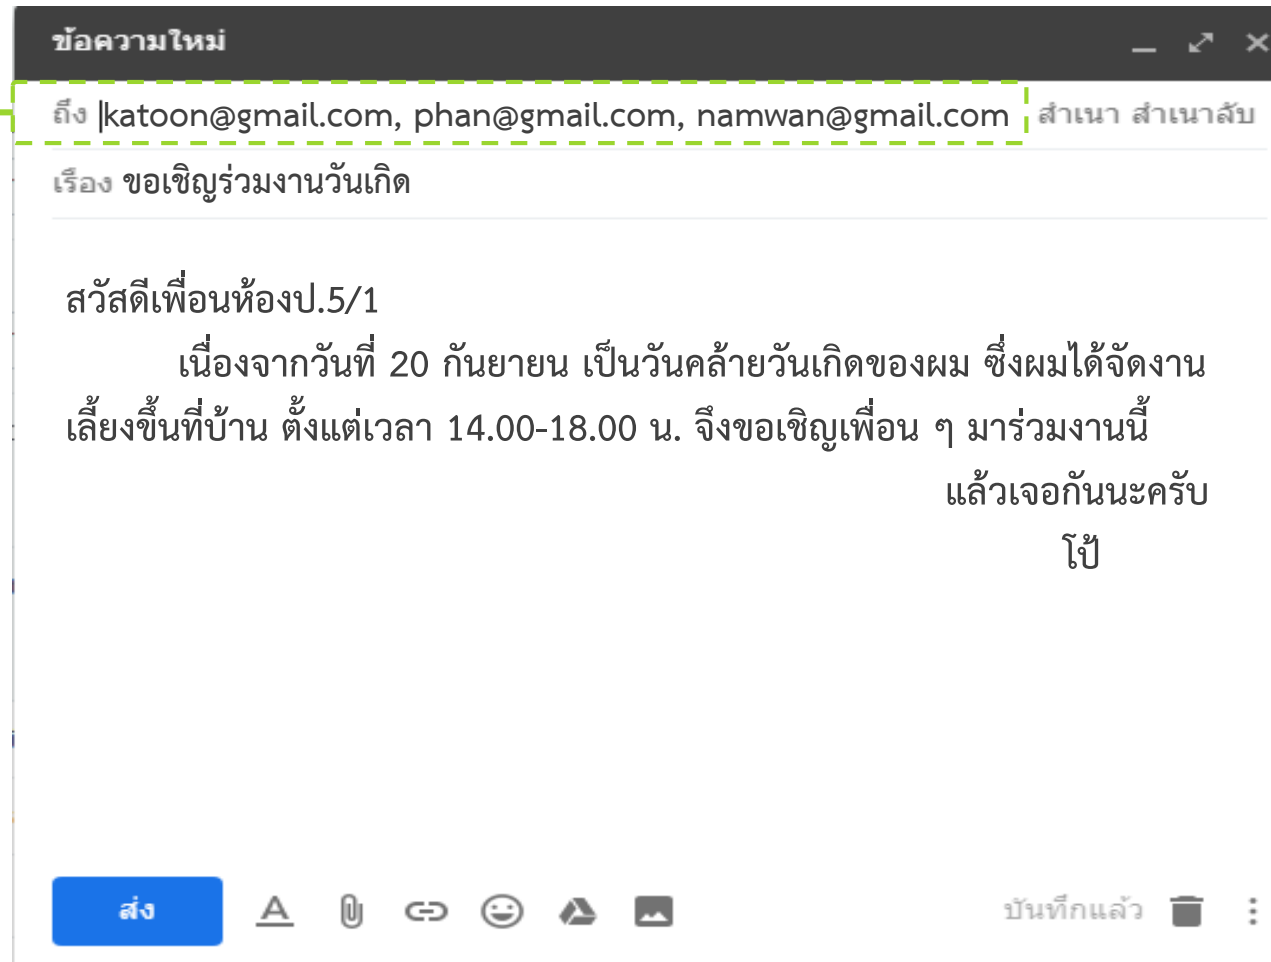 ข้อความใหม่
ถึง katoon@gmail.com, phan@gmail.com, namwan@gmail.com สำเนา สำเนาลับ
เรื่อง ขอเชิญร่วมงานวันเกิด
สวัสดีเพื่อนห้องป.5/1
เนื่องจากวันที่ 20 กันยายน เป็นวันคล้ายวันเกิดของผม ซึ่งผมได้จัดงาน
เลี้ยงขึ้นที่บ้าน ตั้งแต่เวลา 14.00-18.00 น. จึงขอเชิญเพื่อน ๆ มาร่วมงานนี้
แล้วเจอกันนะครับ
โป้
ส่ง บันทึกแล้ว